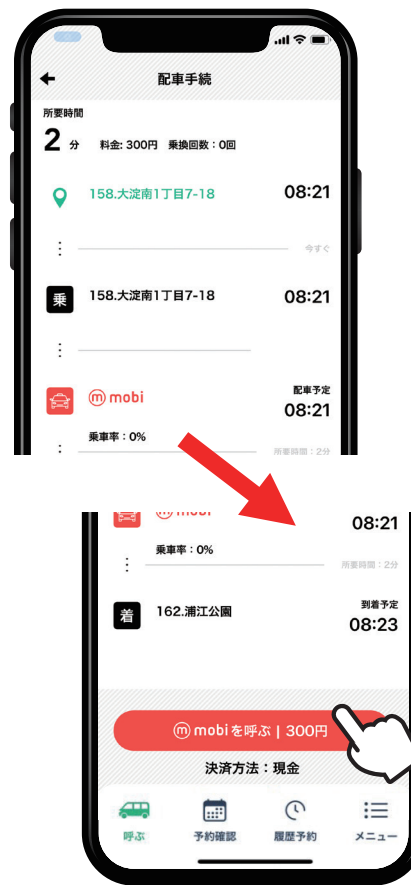 配車手続
所要時間
2 分 料金: 300円 乗換回数：0回
158.大淀南1丁目7-18 08:21
今すぐ
乗 158.大淀南1丁目7-18 08:21
mobi 配車予定
08:21
乗車率：0%
所要時間：2分
mobi 08:21
乗車率：0%
所要時間：2分
着 162.浦江公園 到着予定
08:23
mobiを呼ぶ | 300円
決済方法：現金
呼ぶ 予約確認 履歴予約 メニュー